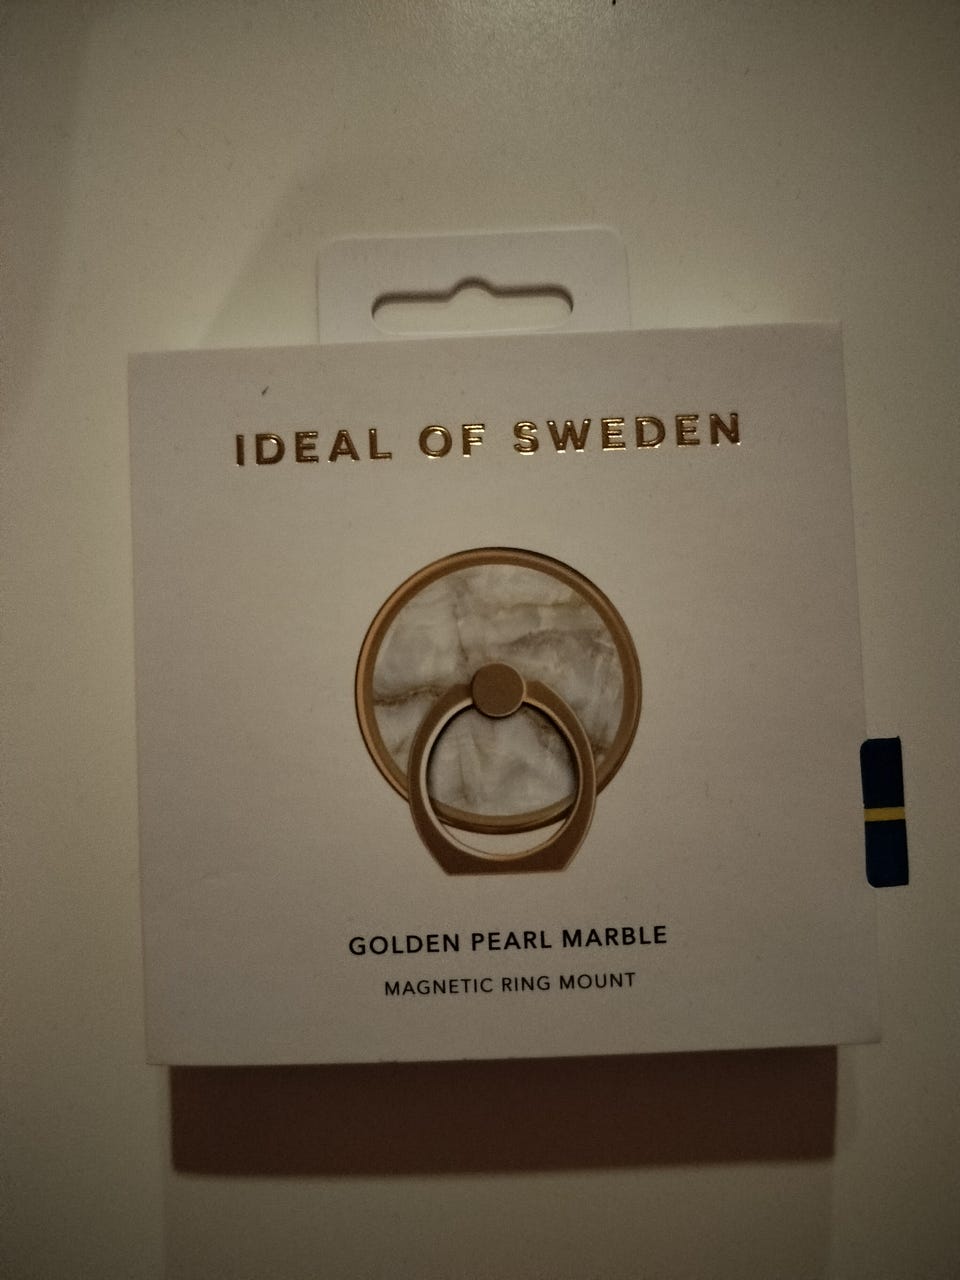 IDEAL OF SWEDEN
GOLDEN PEARL MARBLE
MAGNETIC RING MOUNT